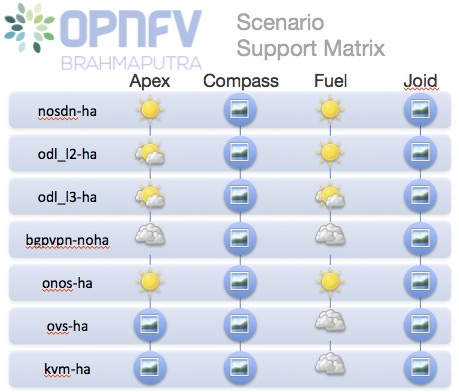 OPNFV
BRAHMAPUTRA
Scenario
Support Matrix
Apex Compass Fuel Joid
nosdn-ha
odl_l2-ha
odl_l3-ha
bgpvpn-noha
onos-ha
ovs-ha
kvm-ha